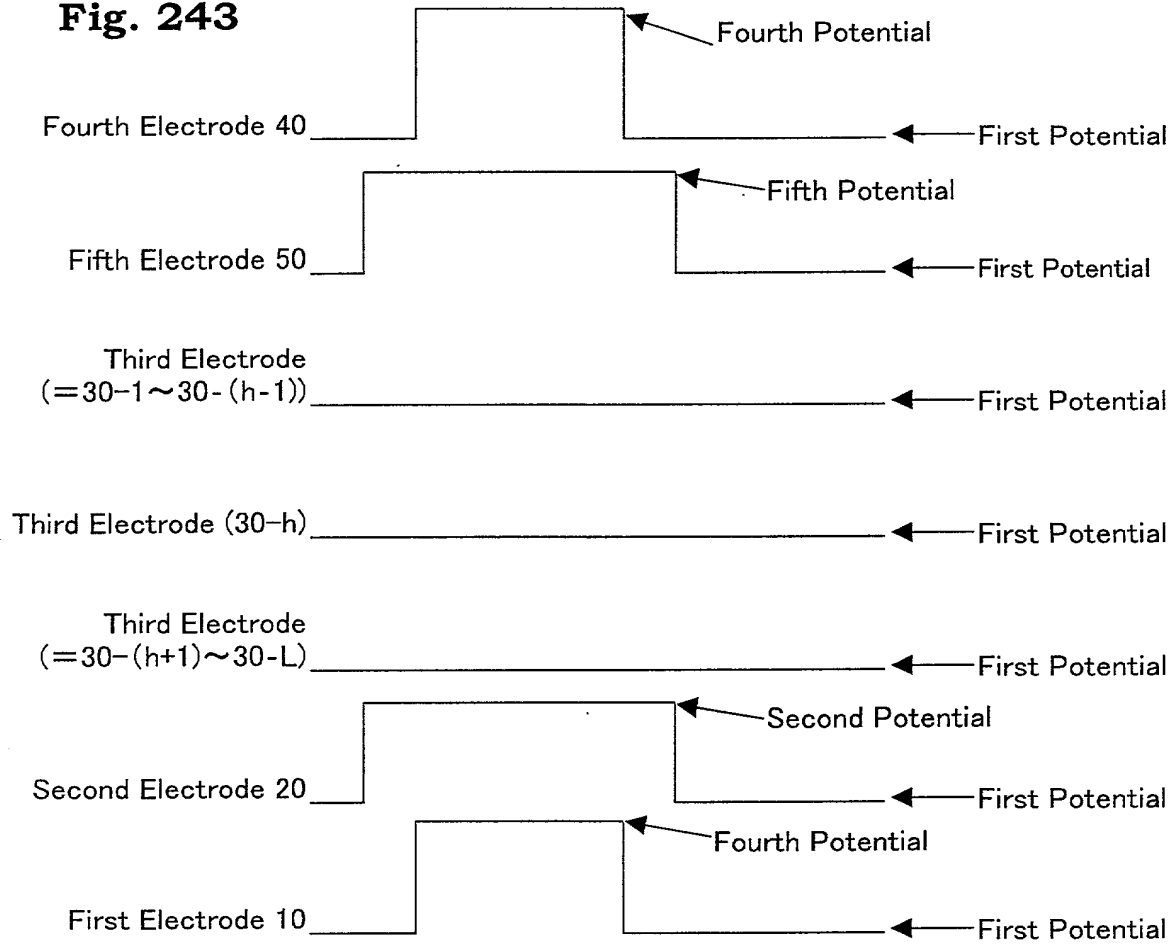 Fig. 243
Fourth Potential
Fourth Electrode 40
First Potential
Fifth Potential
Fifth Electrode 50
First Potential
Third Electrode
(=30-1~30-(h-1))
First Potential
Third Electrode (30-h)
First Potential
Third Electrode
(=30-(h+1)~30-L)
First Potential
Second Potential
Second Electrode 20
First Potential
Fourth Potential
First Electrode 10
First Potential